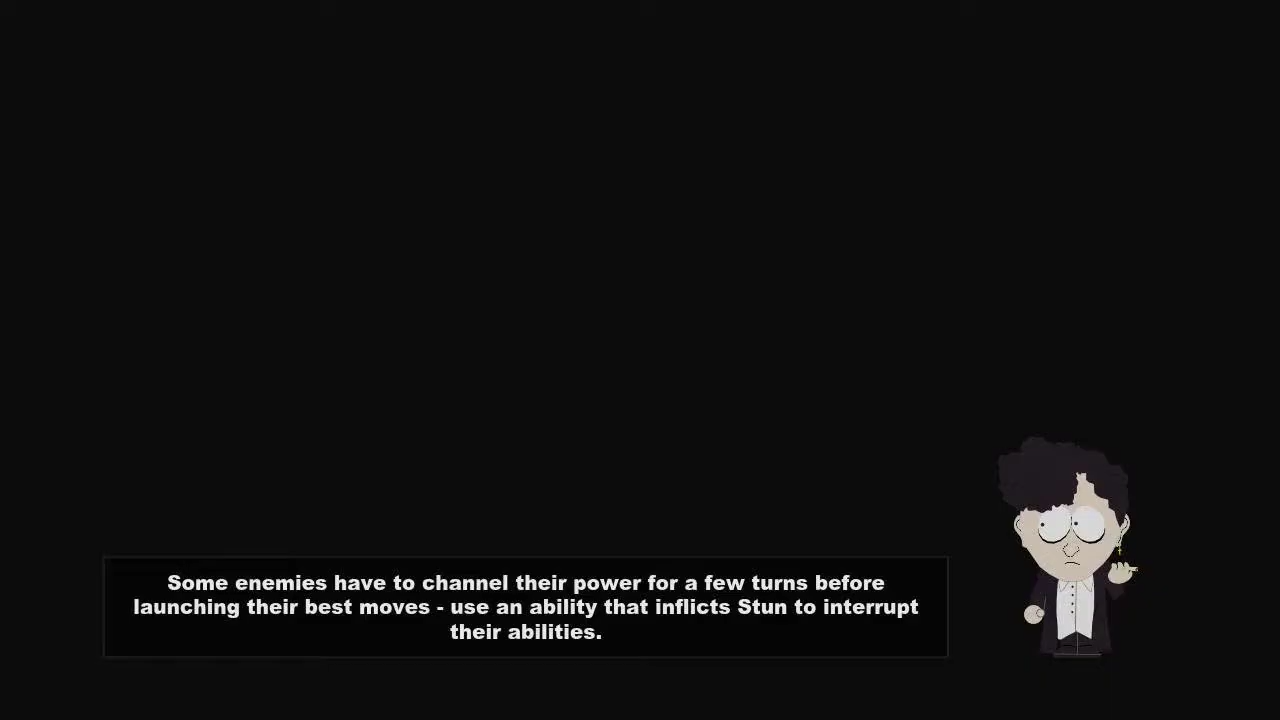 Some enemies have to channel their power for a few turns before
launching their best moves - use an ability that inflicts Stun to interrupt
their abilities.